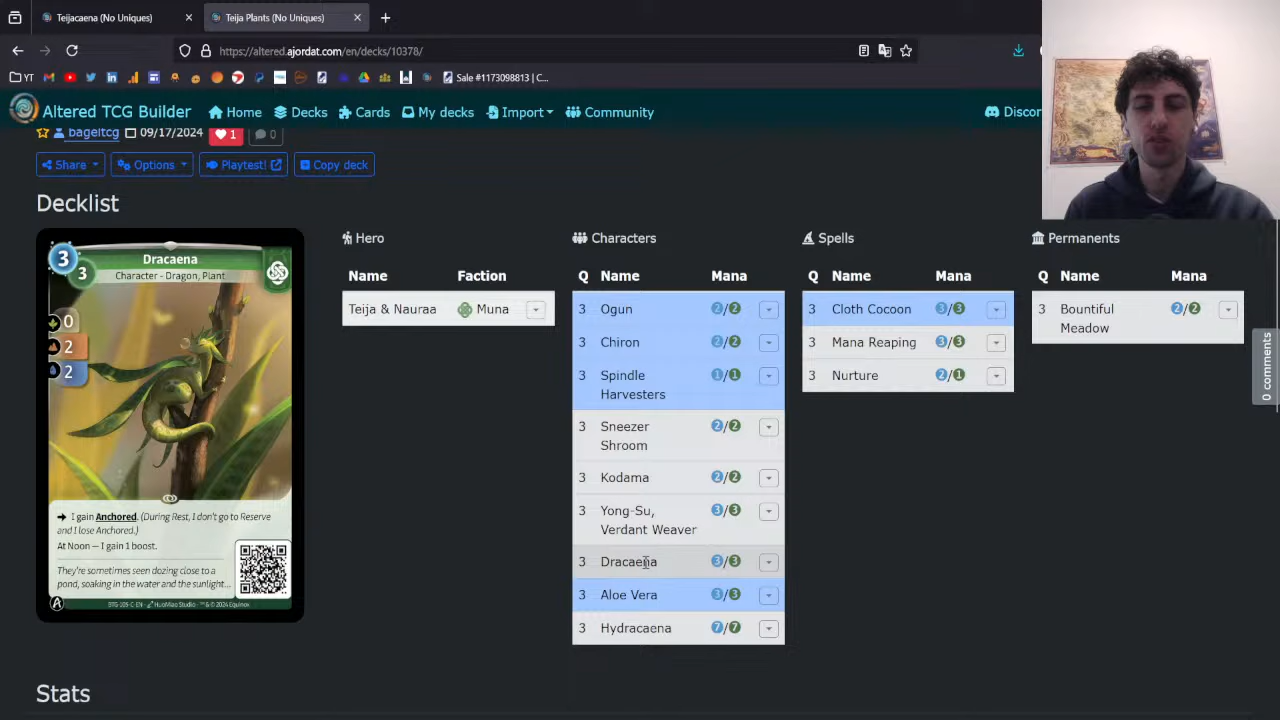 Teijacaena (No Uniques)
Teija Plants (No Uniques)
https://altered.ajordat.com/en/decks/10378/
YT
Sale #1173098813 | C...
Altered TCG Builder
Home
Decks
Cards
My decks
Import
Community
Discor
bageltcg 09/17/2024 1 0
Share
Options
Playtest!
Copy deck
Decklist
3
3
Dracaena
Character - Dragon, Plant
0
2
2
I gain Anchored. (During Rest, I don't go to Reserve
and I lose Anchored.)
At Noon — I gain 1 boost.
They're sometimes seen dozing close to a
pond, soaking in the water and the sunlight...
Hero
Name Faction
Teija & Nauraa Muna
Characters
Q Name Mana
3 Ogun 2/2
3 Chiron 2/2
3 Spindle Harvesters 1/1
3 Sneezer Shroom 2/2
3 Kodama 2/2
3 Yong-Su, Verdant Weaver 3/3
3 Dracaena 3/3
3 Aloe Vera 3/3
3 Hydracaena 7/7
Spells
Q Name Mana
3 Cloth Cocoon 3/3
3 Mana Reaping 3/3
3 Nurture 2/1
Permanents
Q Name Mana
3 Bountiful Meadow 2/2
0 comments
Stats